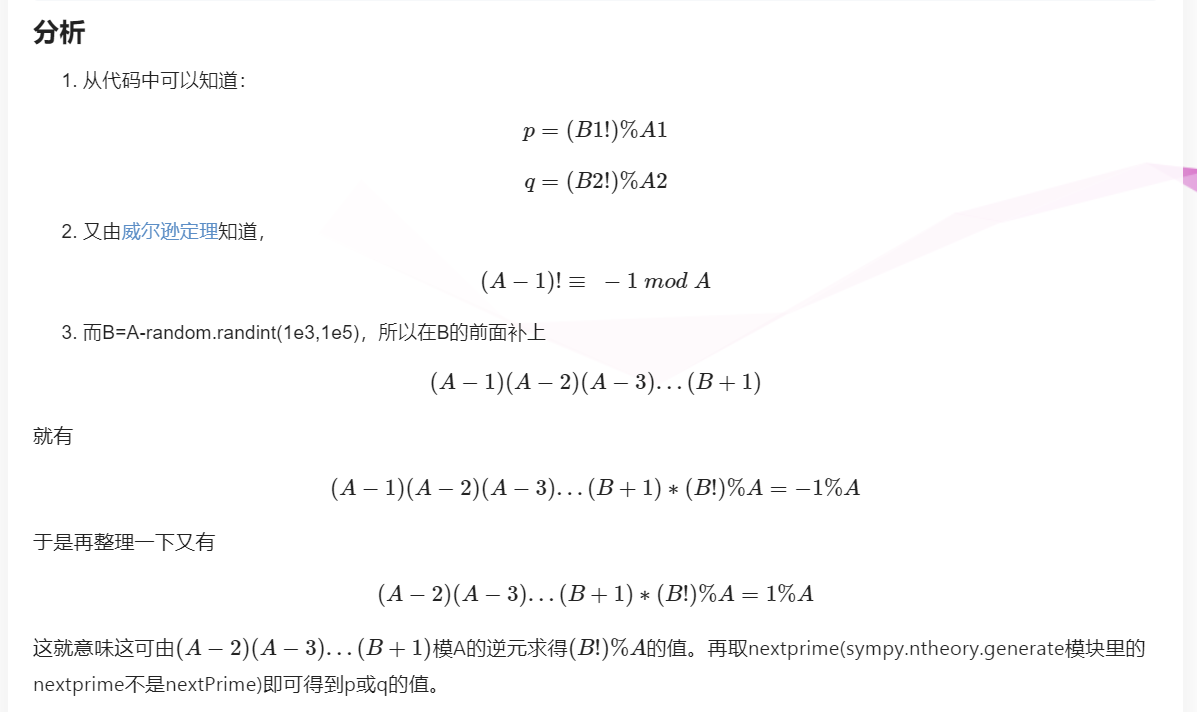 分析
1. 从代码中可以知道：
p = (B1!)%A1
q = (B2!)%A2
2. 又由威尔逊定理知道，
(A − 1)! ≡ −1 mod A
3. 而B=A-random.randint(1e3,1e5)，所以在B的前面补上
(A − 1)(A − 2)(A − 3)...(B + 1)
就有
(A − 1)(A − 2)(A − 3)...(B + 1) ∗ (B!)%A = −1%A
于是再整理一下又有
(A − 2)(A − 3)...(B + 1) ∗ (B!)%A = 1%A
这就意味这可由(A − 2)(A − 3)...(B + 1)模A的逆元求得(B!)%A的值。再取nextprime(sympy.ntheory.generate模块里的
nextprime不是nextPrime)即可得到p或q的值。